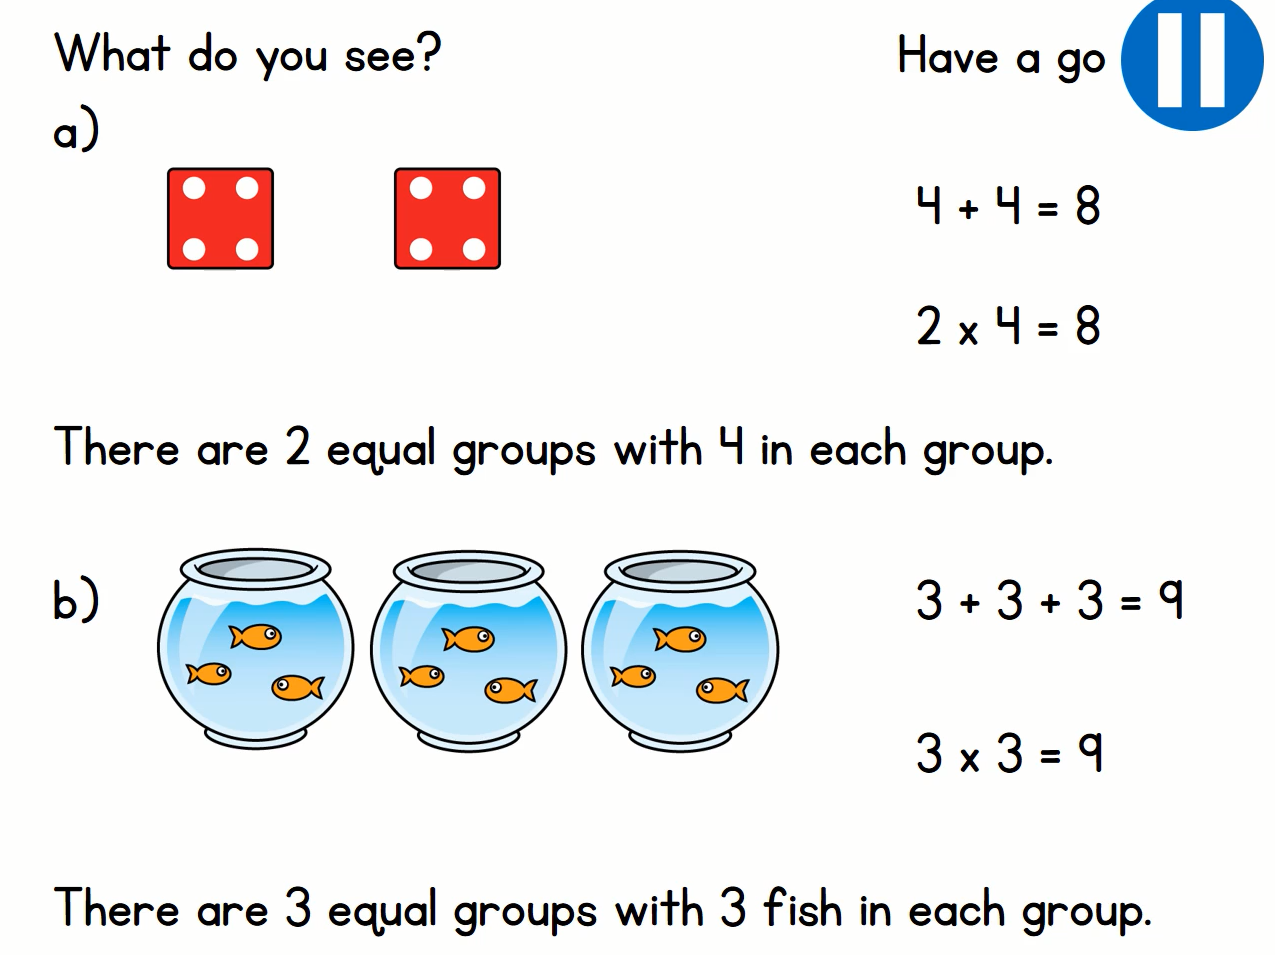 What do you see?
Have a go
a)
4 + 4 = 8
2 x 4 = 8
There are 2 equal groups with 4 in each group.
b)
3 + 3 + 3 = 9
3 x 3 = 9
There are 3 equal groups with 3 fish in each group.